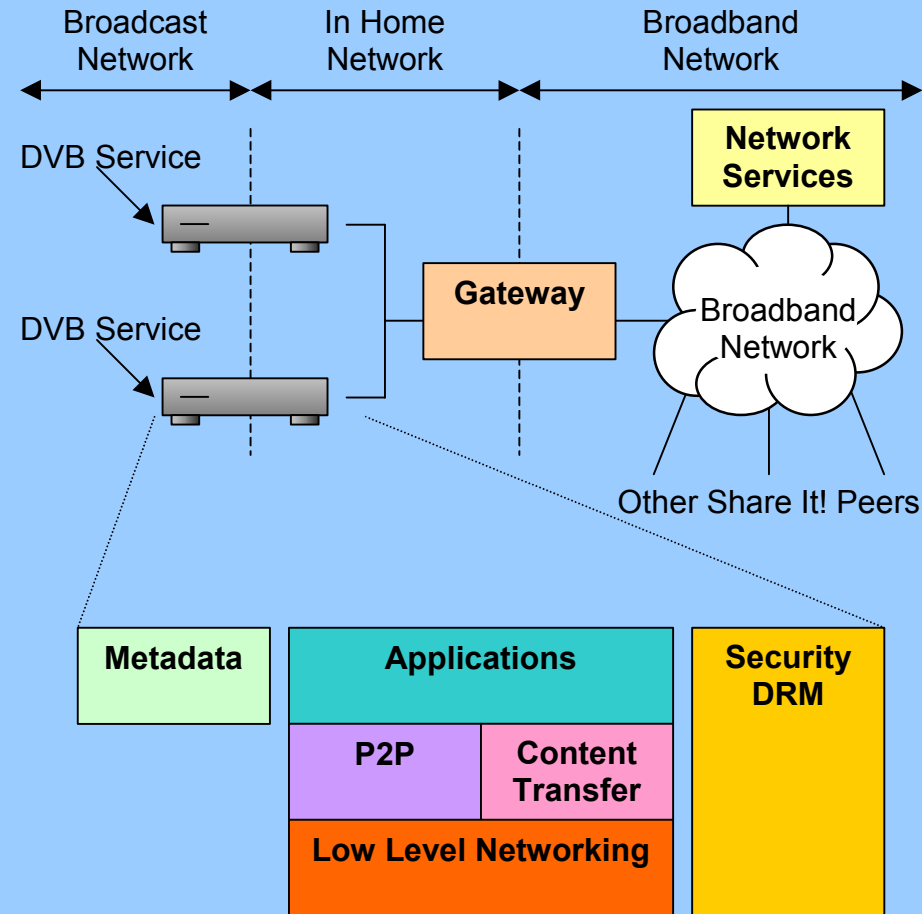 Broadcast
Network
In Home
Network
Broadband
Network
DVB Service
Network
Services
Gateway
Broadband
Network
DVB Service
Other Share It! Peers
Metadata
Applications
Security
DRM
P2P
Content
Transfer
Low Level Networking